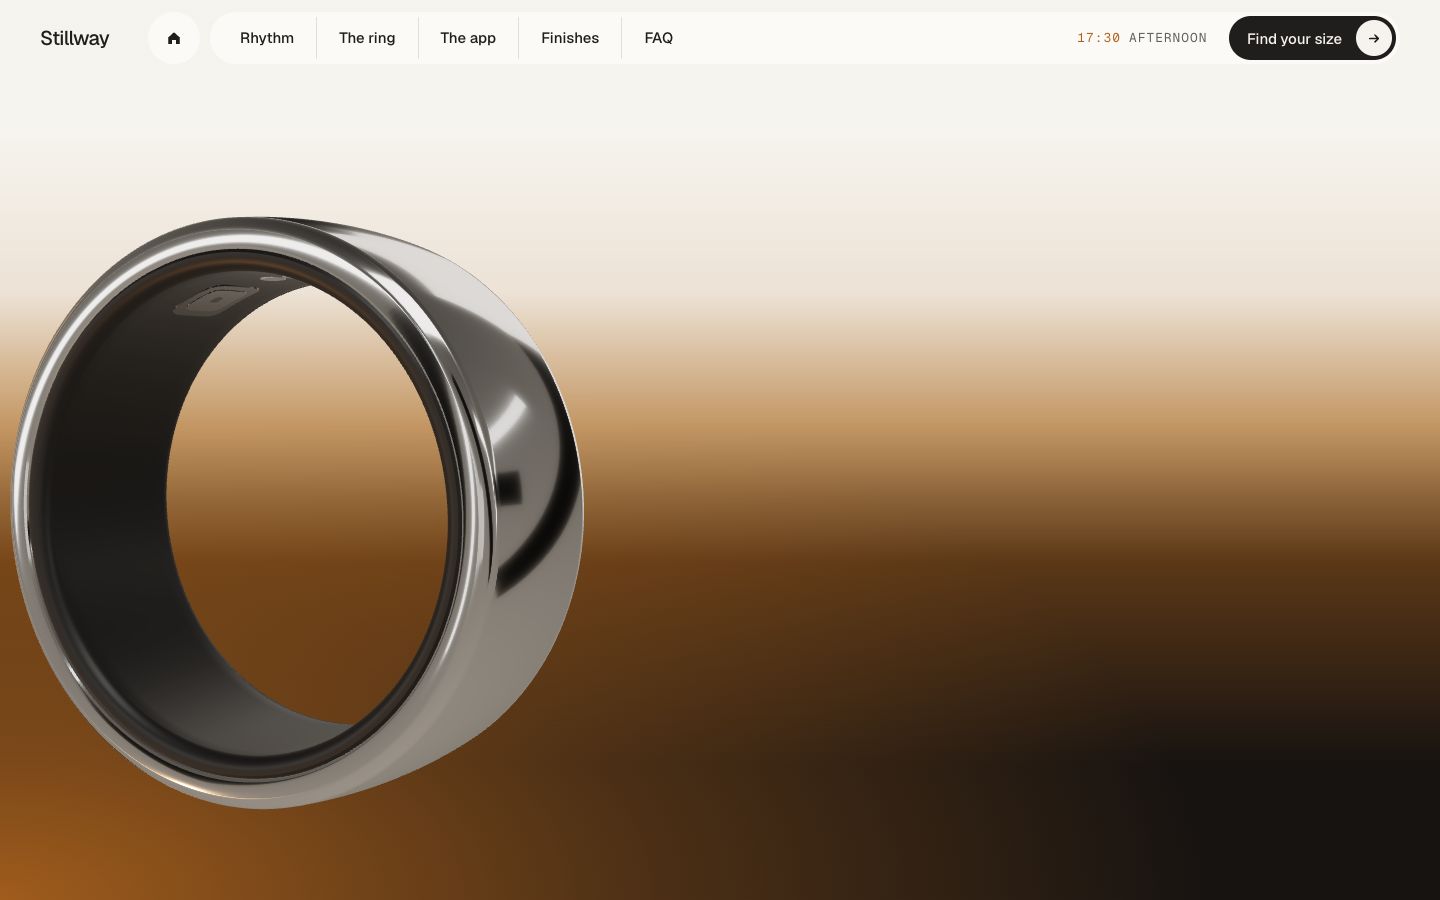 Stillway
Rhythm
The ring
The app
Finishes
FAQ
17:30 AFTERNOON
Find your size